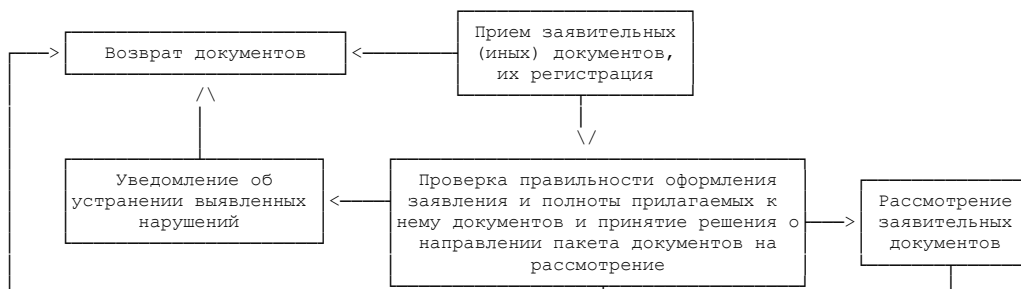 Прием заявительных
(иных) документов,
их регистрация
Возврат документов
Уведомление об
устранении выявленных
нарушений
Проверка правильности оформления
заявления и полноты прилагаемых к
нему документов и принятие решения о
направлении пакета документов на
рассмотрение
Рассмотрение
заявительных
документов